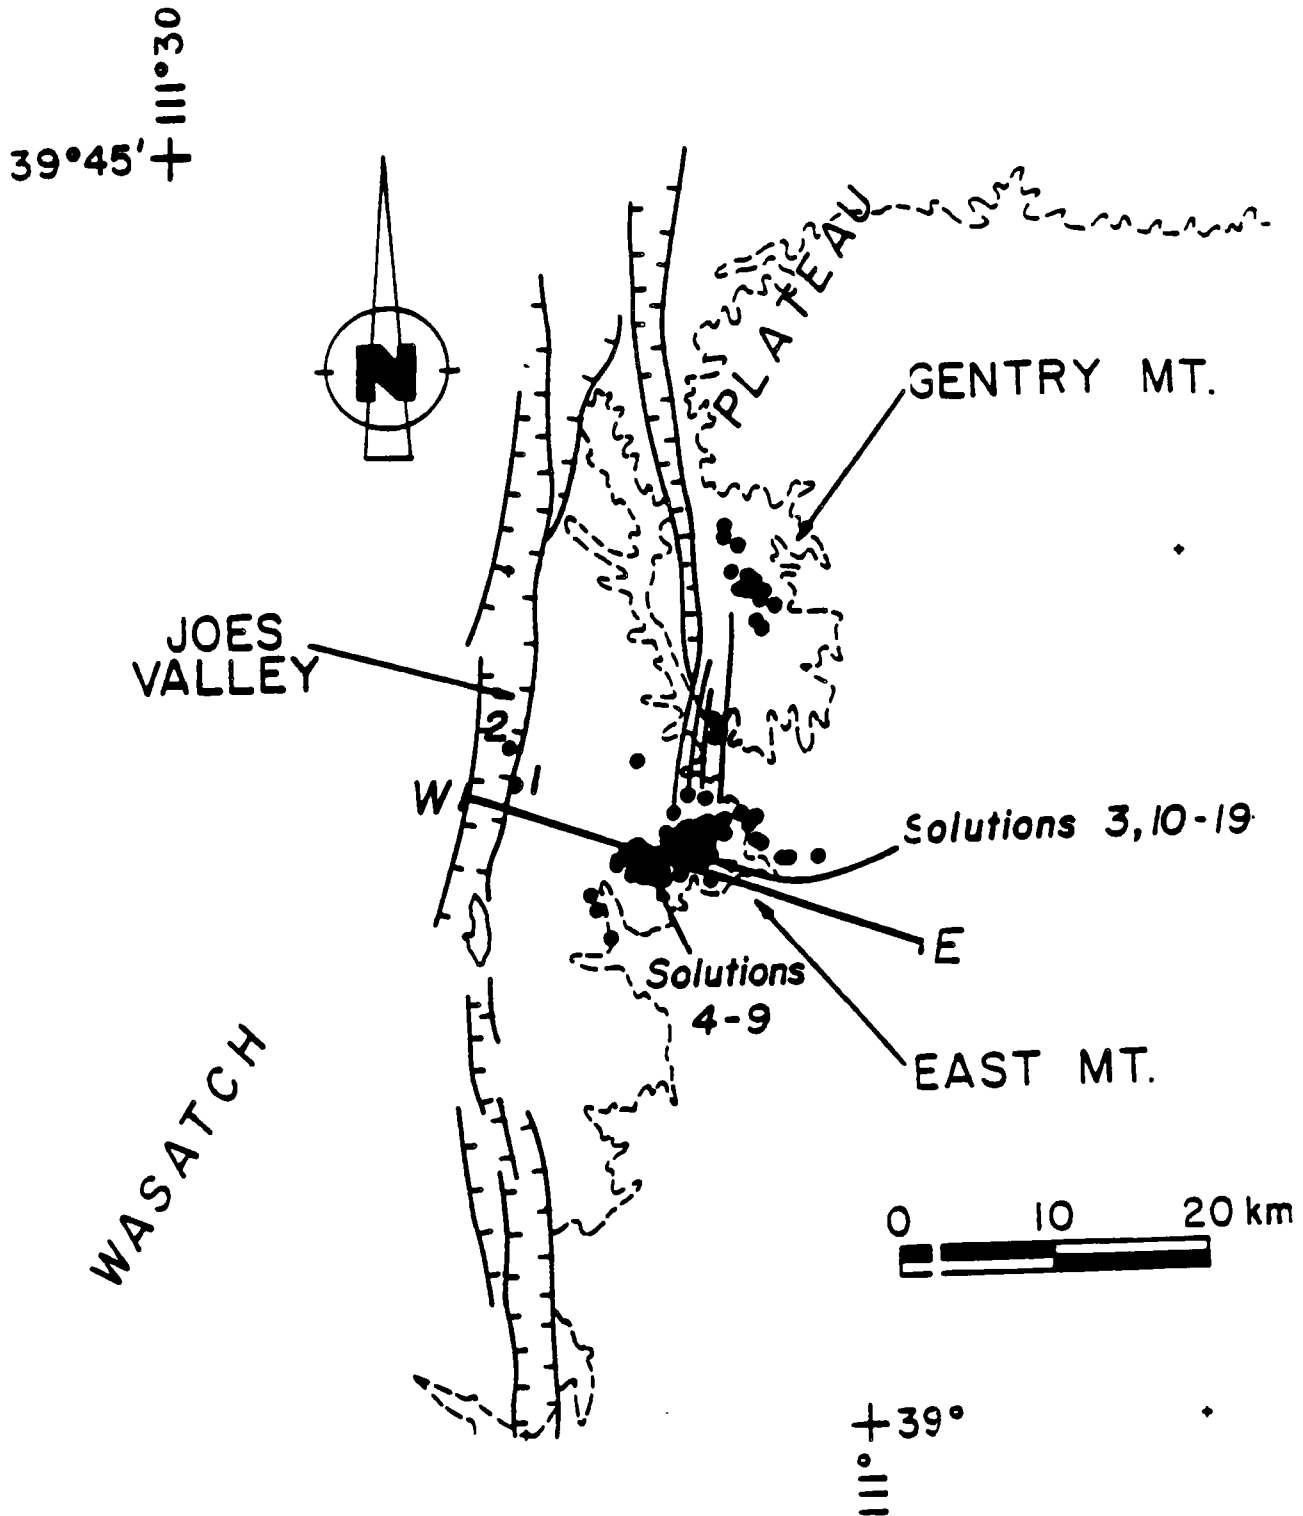 111°30
39°45'
PLATEAU
N
GENTRY MT.
JOES
VALLEY
2
1
W
Solutions 3,10-19
E
Solutions
4-9
EAST MT.
WASATCH
0 10 20 km
39°
111°